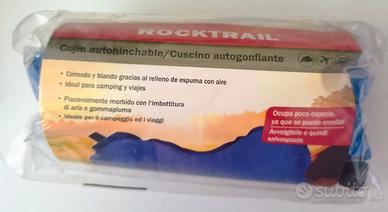 ROCKTRAIL®
Cojín autohinchable/Cuscino autogonfiante
• Cómodo y blando gracias al relleno de espuma con aire
• Ideal para camping y viajes
• Piacevolmente morbido con l'imbottitura
di aria e gommapiuma
• Ideale per il campeggio ed i viaggi
Ocupa poco espacio,
ya que se puede enrollar
Avvolgibile e quindi
salvaspazio
subito